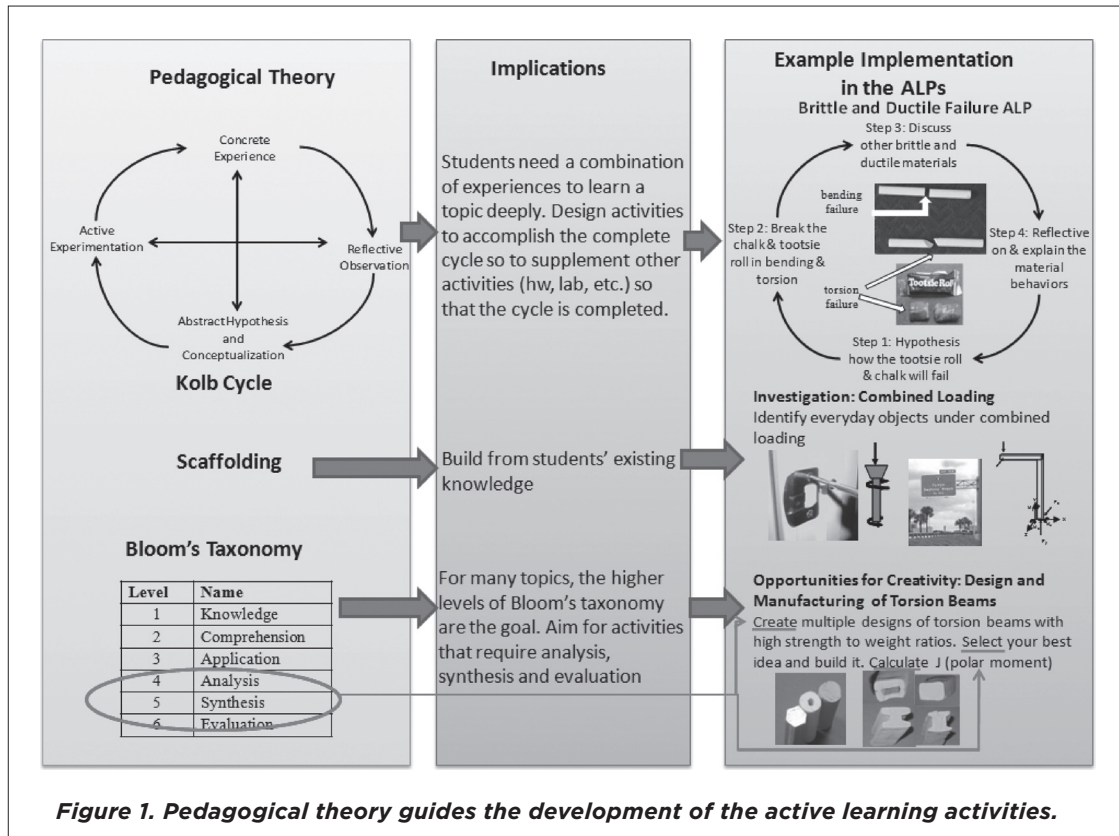 Pedagogical Theory
Concrete
Experience
Active
Experimentation
Reflective
Observation
Abstract Hypothesis
and
Conceptualization
Kolb Cycle
Scaffolding
Bloom's Taxonomy
Level Name
1 Knowledge
2 Comprehension
3 Application
4 Analysis
5 Synthesis
6 Evaluation
Implications
Students need a combination
of experiences to learn a
topic deeply. Design activities
to accomplish the complete
cycle so to supplement other
activities (hw, lab, etc.) so
that the cycle is completed.
Build from students' existing
knowledge
For many topics, the higher
levels of Bloom's taxonomy
are the goal. Aim for activities
that require analysis,
synthesis and evaluation
Example Implementation
in the ALPs
Brittle and Ductile Failure ALP
Step 3: Discuss
other brittle and
ductile materials
bending
failure
Step 2: Break the
chalk & tootsie
roll in bending &
torsion
Step 4: Reflective
on & explain the
material
behaviors
torsion
failure
Tootsie Rol
Step 1: Hypothesis
how the tootsie roll
& chalk will fail
Investigation: Combined Loading
Identify everyday objects under combined
loading
Opportunities for Creativity: Design and
Manufacturing of Torsion Beams
Create multiple designs of torsion beams with
high strength to weight ratios. Select your best
idea and build it. Calculate J (polar moment)
Figure 1. Pedagogical theory guides the development of the active learning activities.